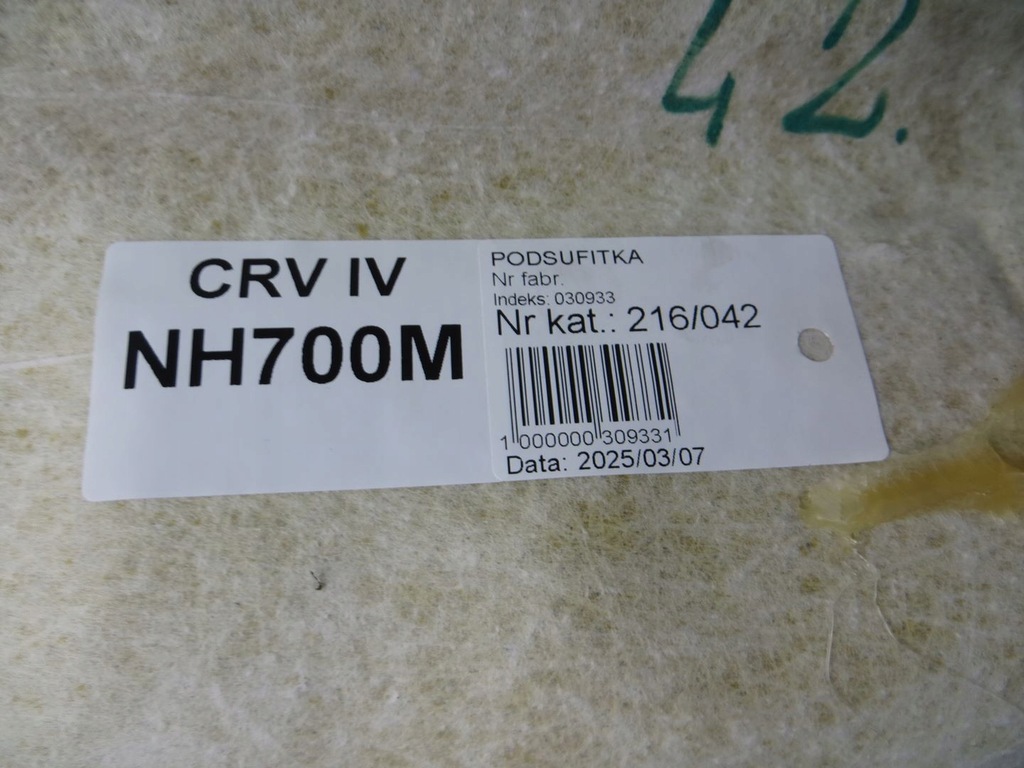 42.
CRV IV
NH700M
PODSUFITKA
Nr fabr.
Indeks: 030933
Nr kat.: 216/042
1 000000 309331
Data: 2025/03/07